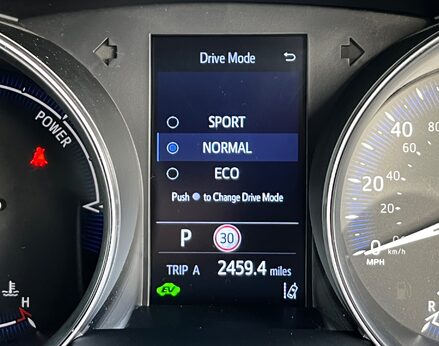 Drive Mode
SPORT
NORMAL
ECO
Push to Change Drive Mode
P 30
TRIP A 2459.4 miles
EV
POWER
H
80
40
60
20
20
0
km/h
MPH
R